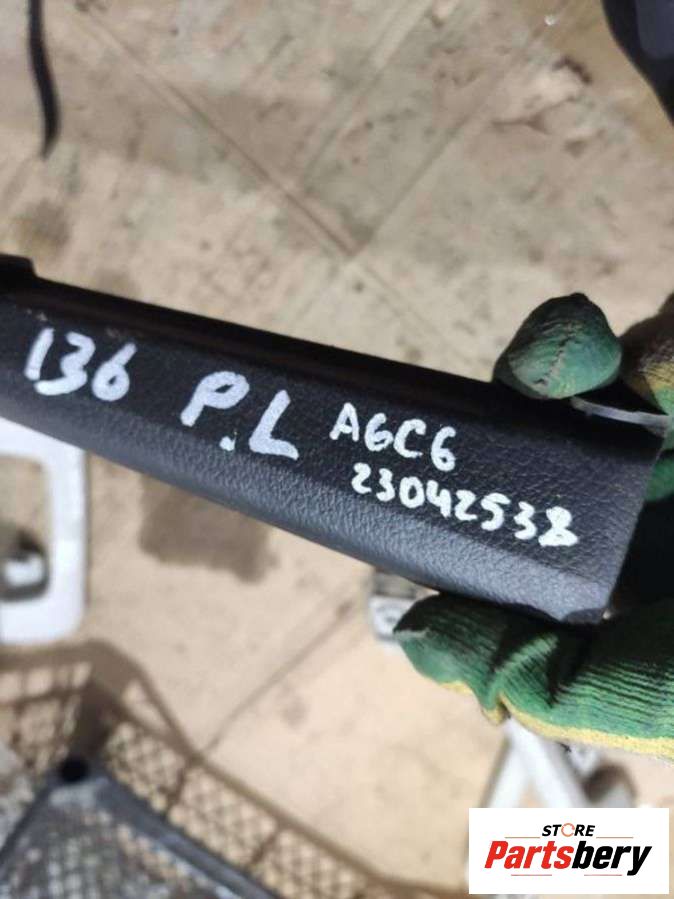 136 P.L A6C6
23042538
STORE
Partsbery